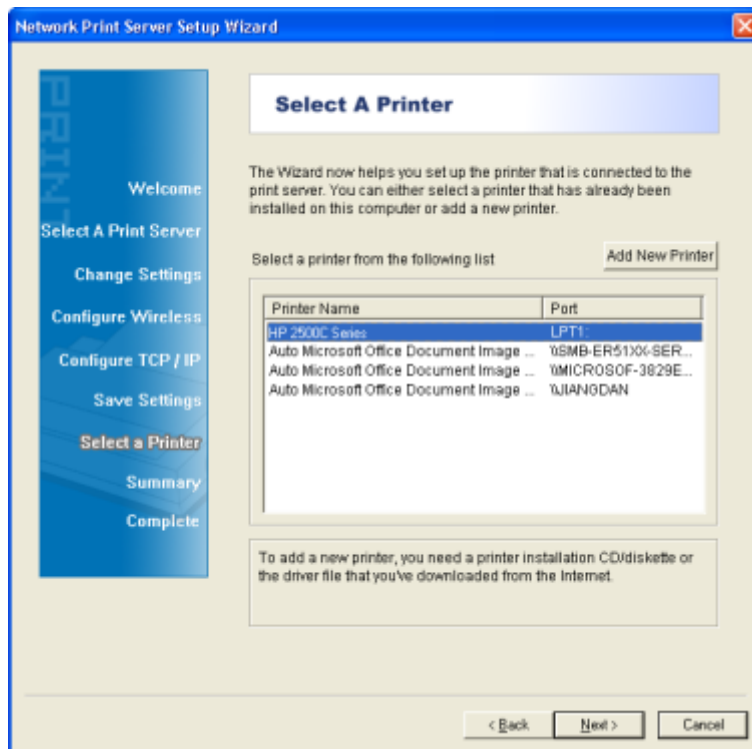 Network Print Server Setup Wizard
PRINT
Welcome
Select A Print Server
Change Settings
Configure Wireless
Configure TCP / IP
Save Settings
Select a Printer
Summary
Complete
Select A Printer
The Wizard now helps you set up the printer that is connected to the
print server. You can either select a printer that has already been
installed on this computer or add a new printer.
Select a printer from the following list
Add New Printer
Printer Name Port
HP 2500C Series LPT1:
Auto Microsoft Office Document Image ... \\SMB-ER51XX-SER...
Auto Microsoft Office Document Image ... \\MICROSOF-3829E...
Auto Microsoft Office Document Image ... \\JIANGDAN
To add a new printer, you need a printer installation CD/diskette or
the driver file that you've downloaded from the Internet.
< Back Next > Cancel